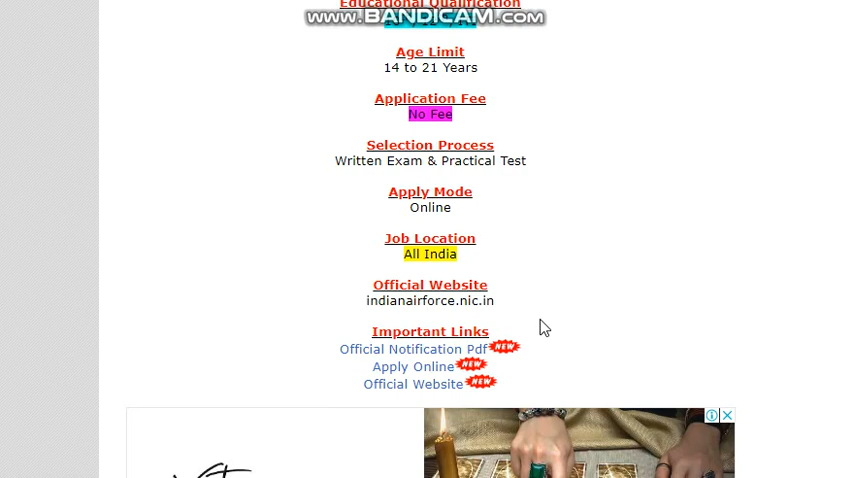 Educational Qualification
www.BANDICAM.com
Age Limit
14 to 21 Years
Application Fee
No Fee
Selection Process
Written Exam & Practical Test
Apply Mode
Online
Job Location
All India
Official Website
indianairforce.nic.in
Important Links
Official Notification Pdf NEW
Apply Online NEW
Official Website NEW